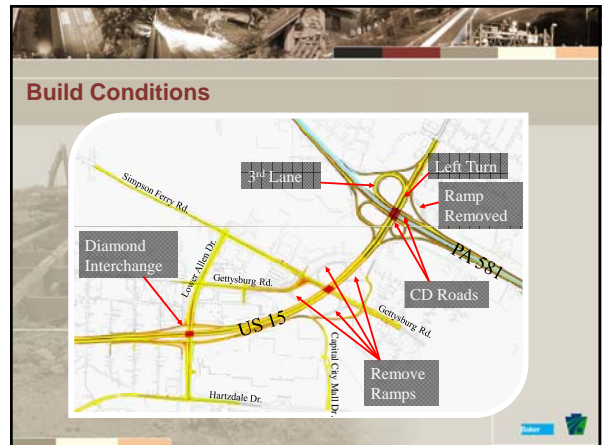 Build Conditions
3rd Lane
Left Turn
Ramp
Removed
Simpson Ferry Rd.
Diamond
Interchange
Lower Allen Dr.
Gettysburg Rd.
PA 581
CD Roads
US 15
Gettysburg Rd.
Capital City Mall Dr.
Remove
Ramps
Hartzdale Dr.
Baker